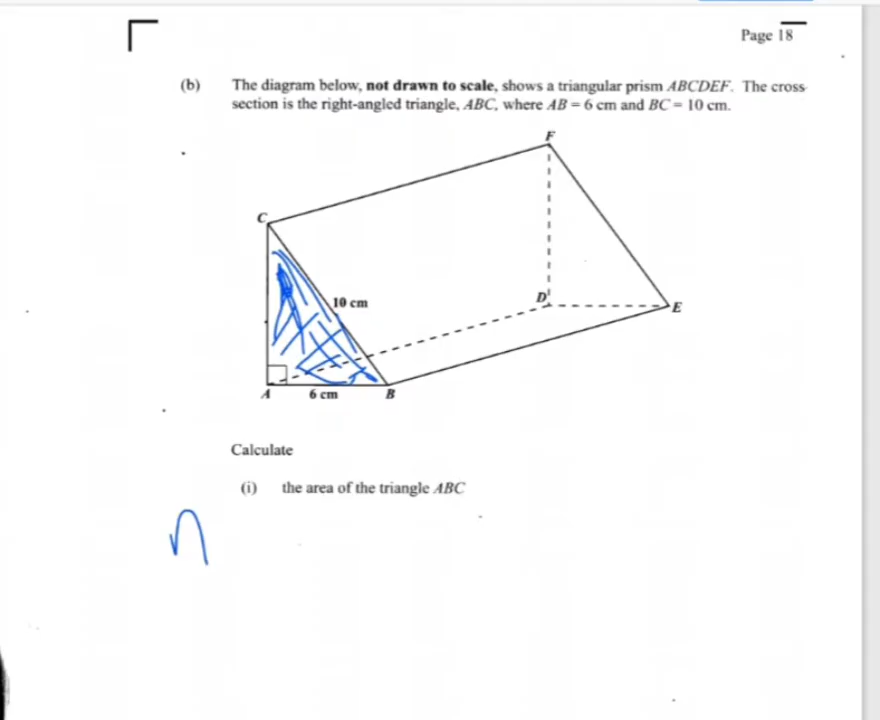 Page 18
(b) The diagram below, not drawn to scale, shows a triangular prism ABCDEF. The cross-
section is the right-angled triangle, ABC, where AB = 6 cm and BC = 10 cm.
F
C
10 cm
D
E
A
6 cm
B
Calculate
(i) the area of the triangle ABC